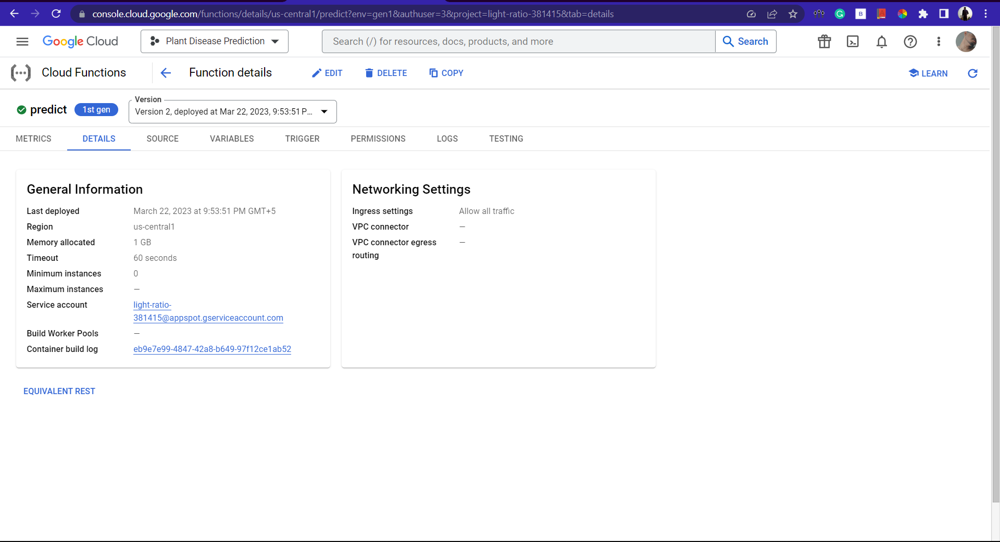 console.cloud.google.com/functions/details/us-central1/predict?env=gen1&authuser=3&project=light-ratio-381415&tab=details
G
B
Google Cloud
Plant Disease Prediction
Search (/) for resources, docs, products, and more
Search
Cloud Functions
Function details
EDIT
DELETE
COPY
LEARN
predict
1st gen
Version
Version 2, deployed at Mar 22, 2023, 9:53:51 P...
METRICS
DETAILS
SOURCE
VARIABLES
TRIGGER
PERMISSIONS
LOGS
TESTING
General Information
Last deployed March 22, 2023 at 9:53:51 PM GMT+5
Region us-central1
Memory allocated 1 GB
Timeout 60 seconds
Minimum instances 0
Maximum instances —
Service account light-ratio-
381415@appspot.gserviceaccount.com
Build Worker Pools —
Container build log eb9e7e99-4847-42a8-b649-97f12ce1ab52
Networking Settings
Ingress settings Allow all traffic
VPC connector —
VPC connector egress —
routing
EQUIVALENT REST